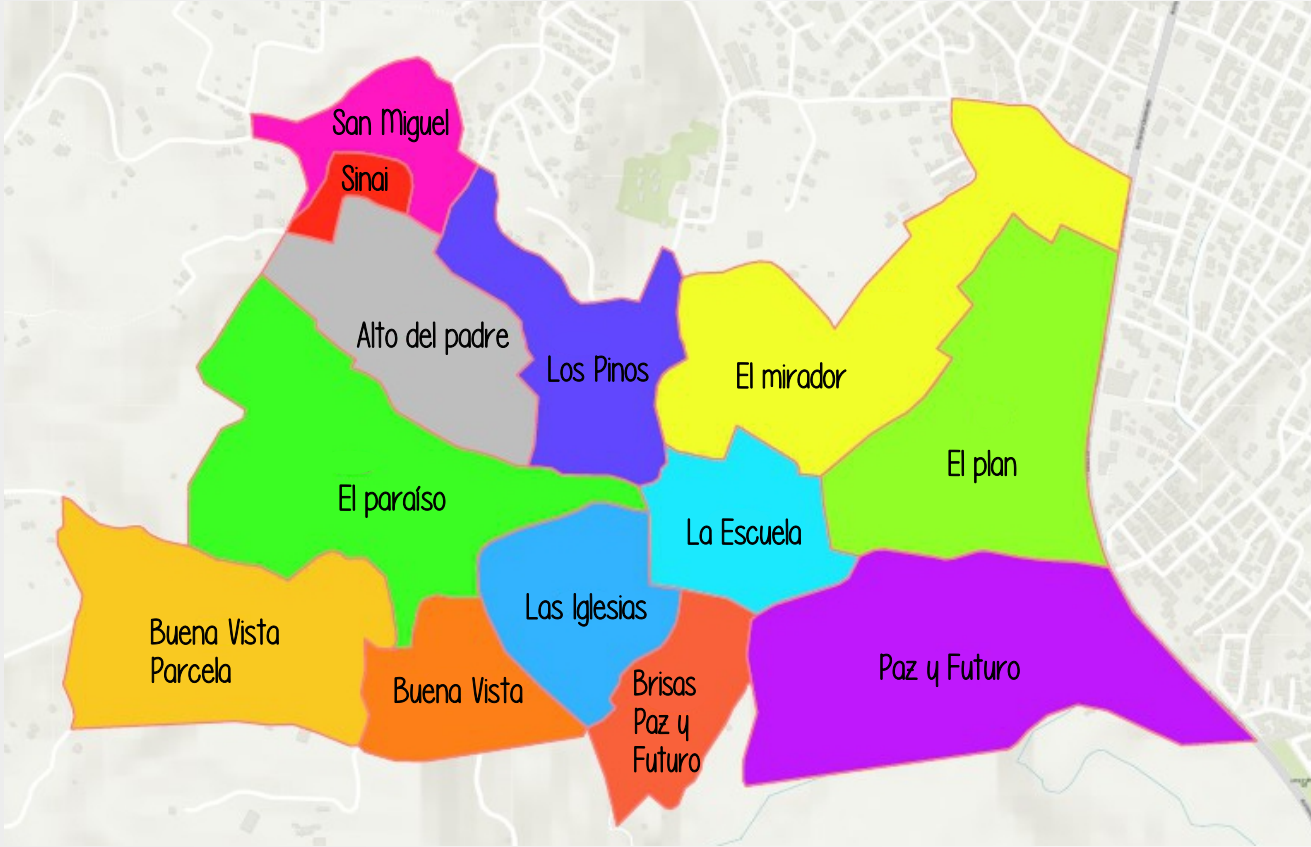 San Miguel
Sinai
Alto del padre
Los Pinos
El mirador
El plan
El paraíso
La Escuela
Las Iglesias
Buena Vista
Parcela
Buena Vista
Brisas
Paz y
Futuro
Paz y Futuro